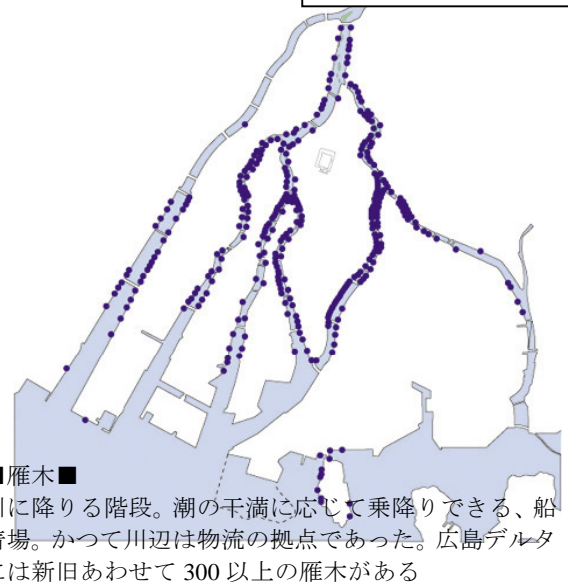 雁木■
に降りる階段。潮の干満に応じて乗降りできる、船
場。かつて川辺は物流の拠点であった。広島デルタ
には新旧あわせて 300 以上の雁木がある